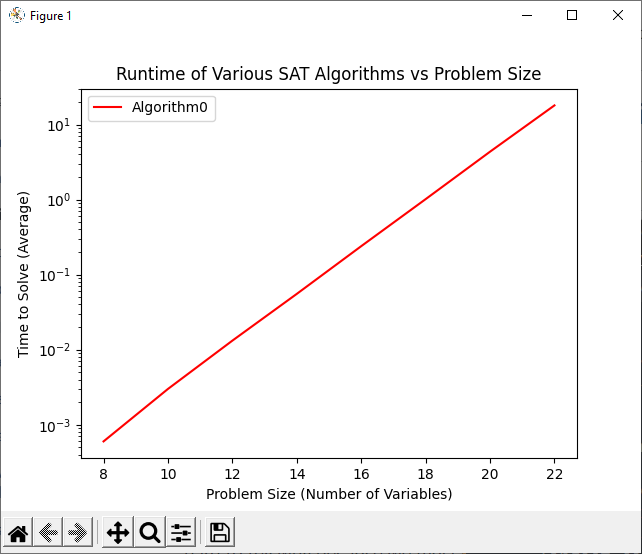 Figure 1
Runtime of Various SAT Algorithms vs Problem Size
Algorithm0
10¹
10⁰
10⁻¹
10⁻²
10⁻³
Time to Solve (Average)
8 10 12 14 16 18 20 22
Problem Size (Number of Variables)